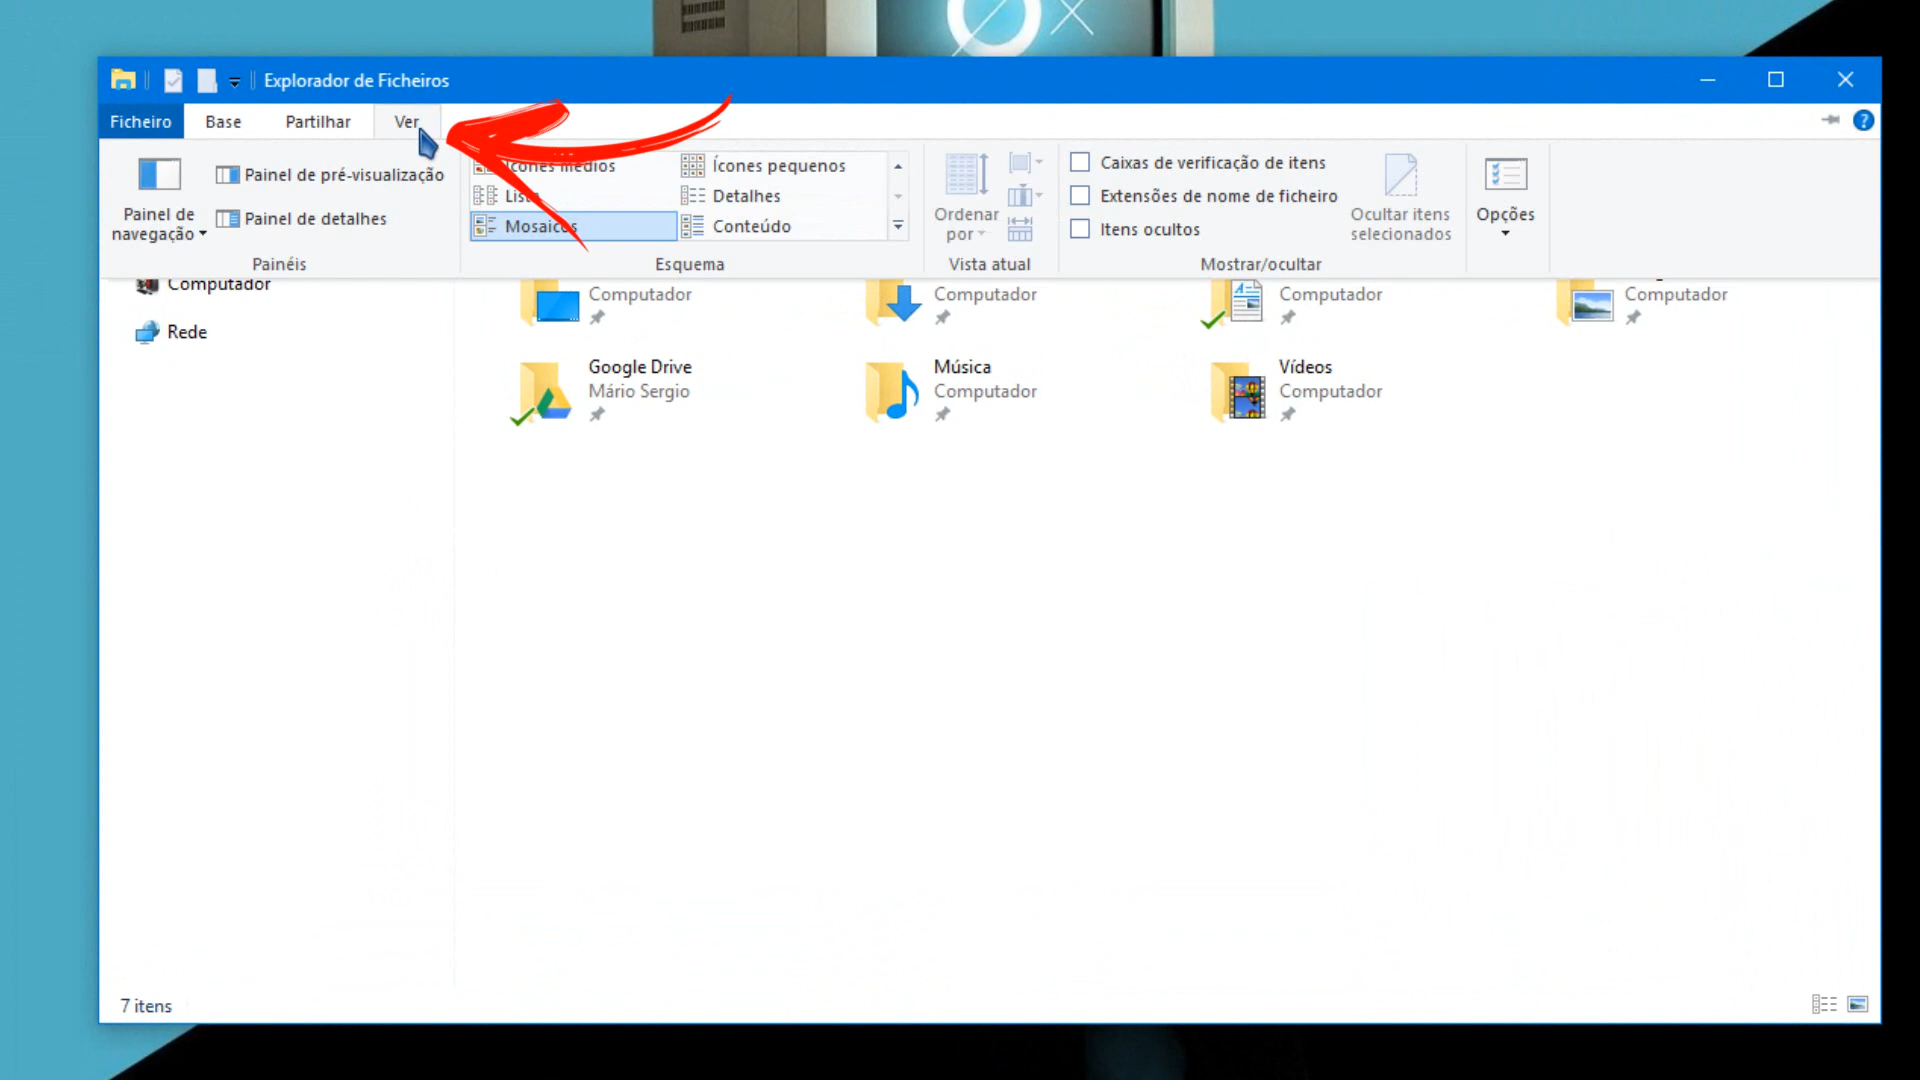 Explorador de Ficheiros
Ficheiro Base Partilhar Ver
Painel de navegação
Painel de pré-visualização
Painel de detalhes
Painéis
Ícones médios
Ícones pequenos
Lista
Detalhes
Mosaicos
Conteúdo
Esquema
Ordenar
por
Vista atual
Caixas de verificação de itens
Extensões de nome de ficheiro
Itens ocultos
Ocultar itens
selecionados
Mostrar/ocultar
Opções
Computador
Rede
Computador
Computador
Computador
Computador
Google Drive
Mário Sergio
Música
Computador
Vídeos
Computador
7 itens